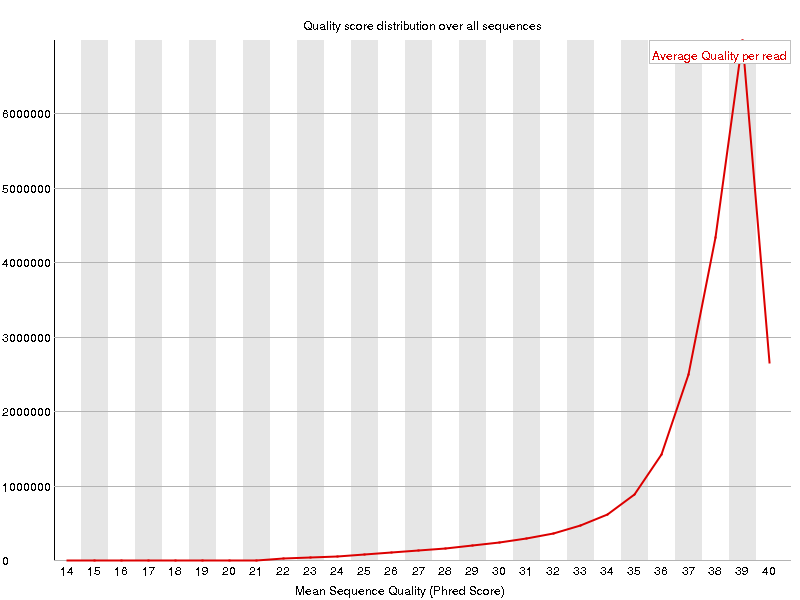 Quality score distribution over all sequences
Average Quality per read
6000000
5000000
4000000
3000000
2000000
1000000
0
14 15 16 17 18 19 20 21 22 23 24 25 26 27 28 29 30 31 32 33 34 35 36 37 38 39 40
Mean Sequence Quality (Phred Score)